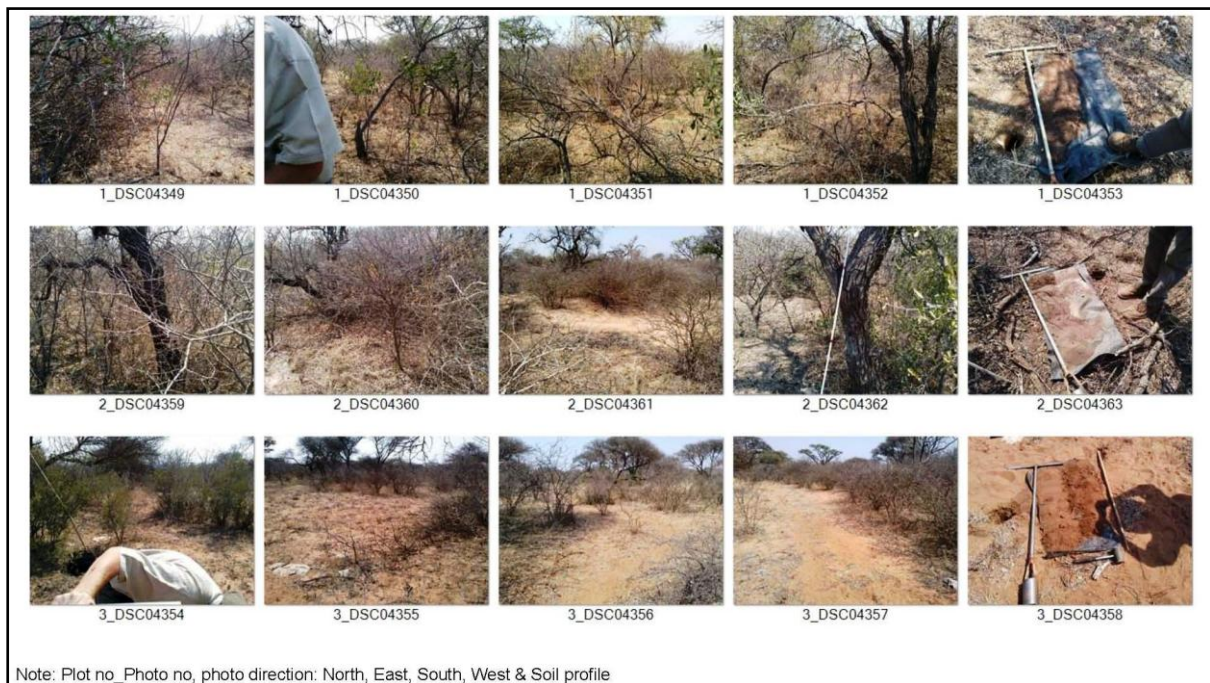 1_DSC04349 1_DSC04350 1_DSC04351 1_DSC04352 1_DSC04353
2_DSC04359 2_DSC04360 2_DSC04361 2_DSC04362 2_DSC04363
3_DSC04354 3_DSC04355 3_DSC04356 3_DSC04357 3_DSC04358
Note: Plot no_Photo no, photo direction: North, East, South, West & Soil profile